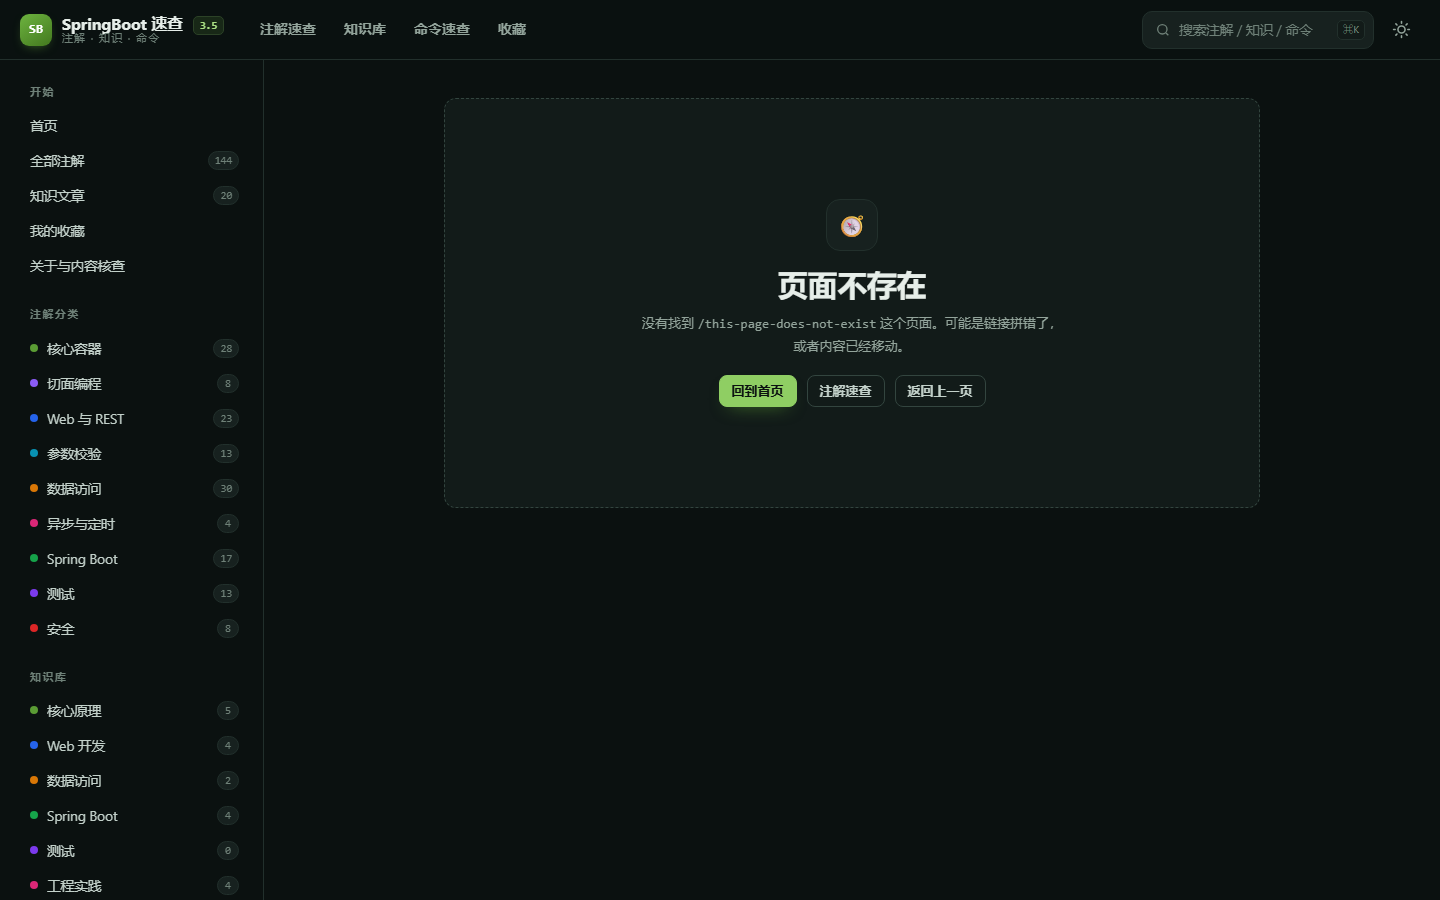 SB
SpringBoot 速查
3.5
注解 · 知识 · 命令
注解速查
知识库
命令速查
收藏
搜索注解 / 知识 / 命令
⌘K
开始
首页
全部注解 144
知识文章 20
我的收藏
关于与内容核查
注解分类
核心容器 28
切面编程 8
Web 与 REST 23
参数校验 13
数据访问 30
异步与定时 4
Spring Boot 17
测试 13
安全 8
知识库
核心原理 5
Web 开发 4
数据访问 2
Spring Boot 4
测试 0
工程实践 4
页面不存在
没有找到 /this-page-does-not-exist 这个页面。可能是链接拼错了，
或者内容已经移动。
回到首页
注解速查
返回上一页